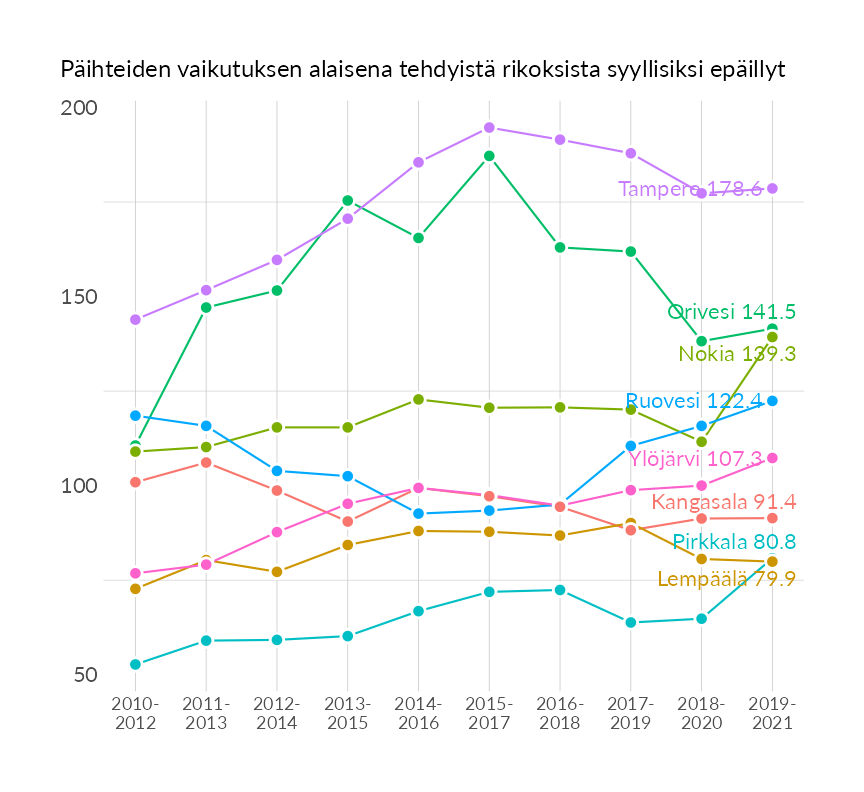 Päihteiden vaikutuksen alaisena tehdyistä rikoksista syyllisiksi epäillyt
200
150
100
50
Tampere 178.6
Orivesi 141.5
Nokia 139.3
Ruovesi 122.4
Ylöjärvi 107.3
Kangasala 91.4
Pirkkala 80.8
Lempäälä 79.9
2010- 2011- 2012- 2013- 2014- 2015- 2016- 2017- 2018- 2019-
2012 2013 2014 2015 2016 2017 2018 2019 2020 2021